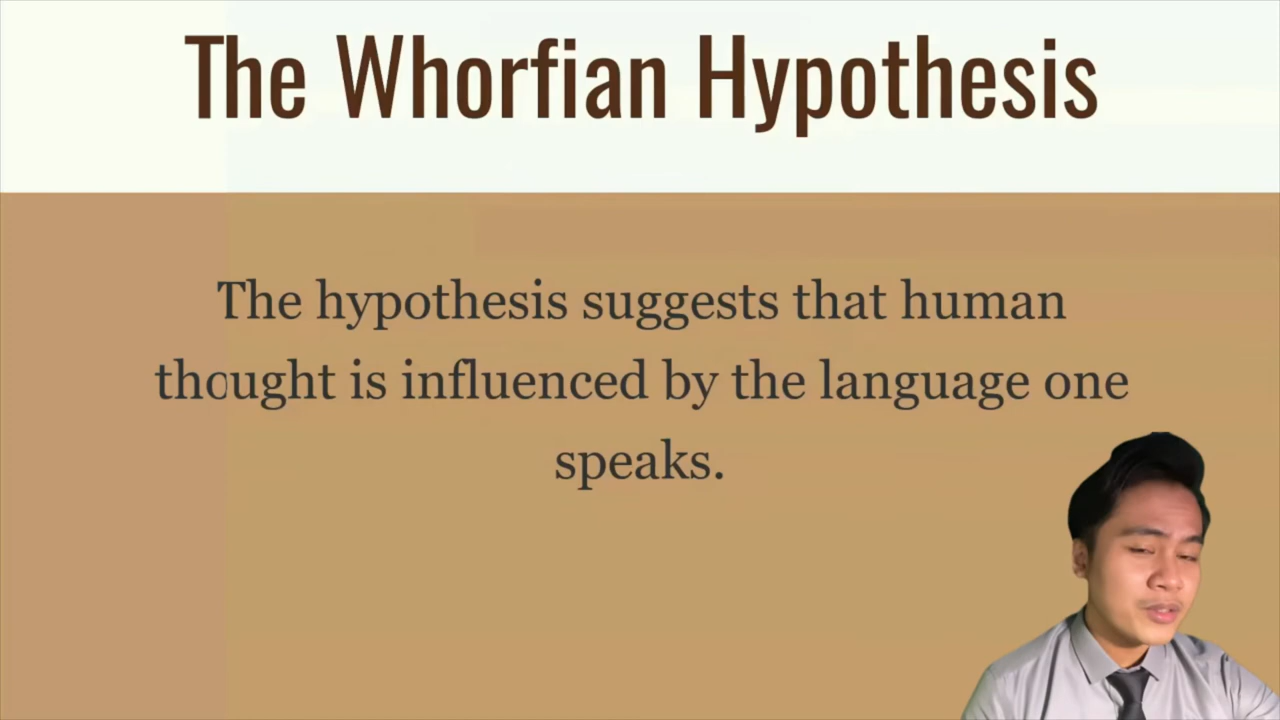 The Whorfian Hypothesis
The hypothesis suggests that human
thought is influenced by the language one
speaks.